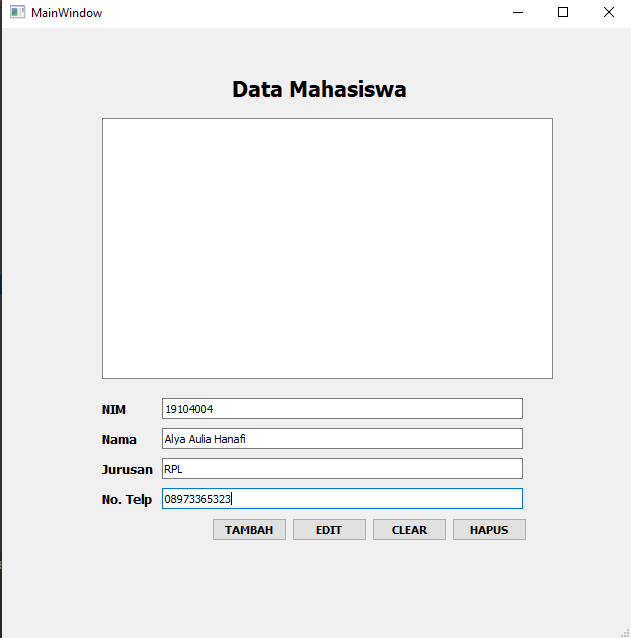 MainWindow
Data Mahasiswa
NIM 19104004
Nama Alya Aulia Hanafi
Jurusan RPL
No. Telp 08973365323
TAMBAH EDIT CLEAR HAPUS